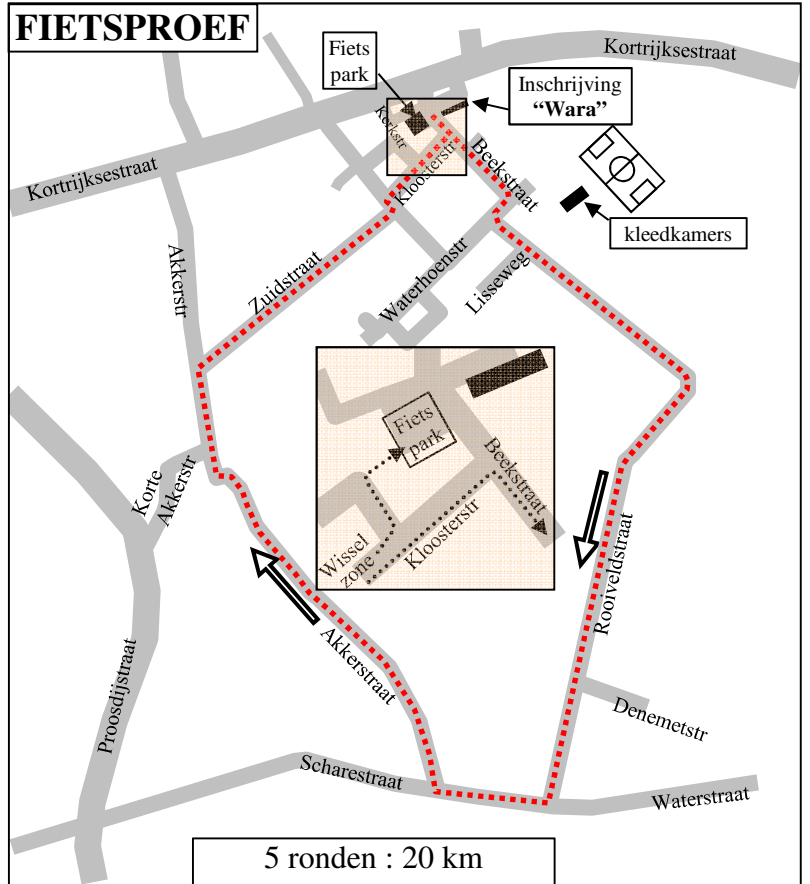 FIETSPROEF
Kortrijksestraat
Fiets
park
Inschrijving
“Wara”
Kerkstr
Kloosterstr
Beekstraat
Kortrijksestraat
kleedkamers
Akkerstr
Zuidstraat
Waterhoenstr
Lisseweg
Fiets
park
Beekstraat
Korte
Akkerstr
Wissel
zone
Kloosterstr
Rooiveldstraat
Akkerstraat
Proosdijstraat
Denemetstr
Scharestraat
Waterstraat
5 ronden : 20 km